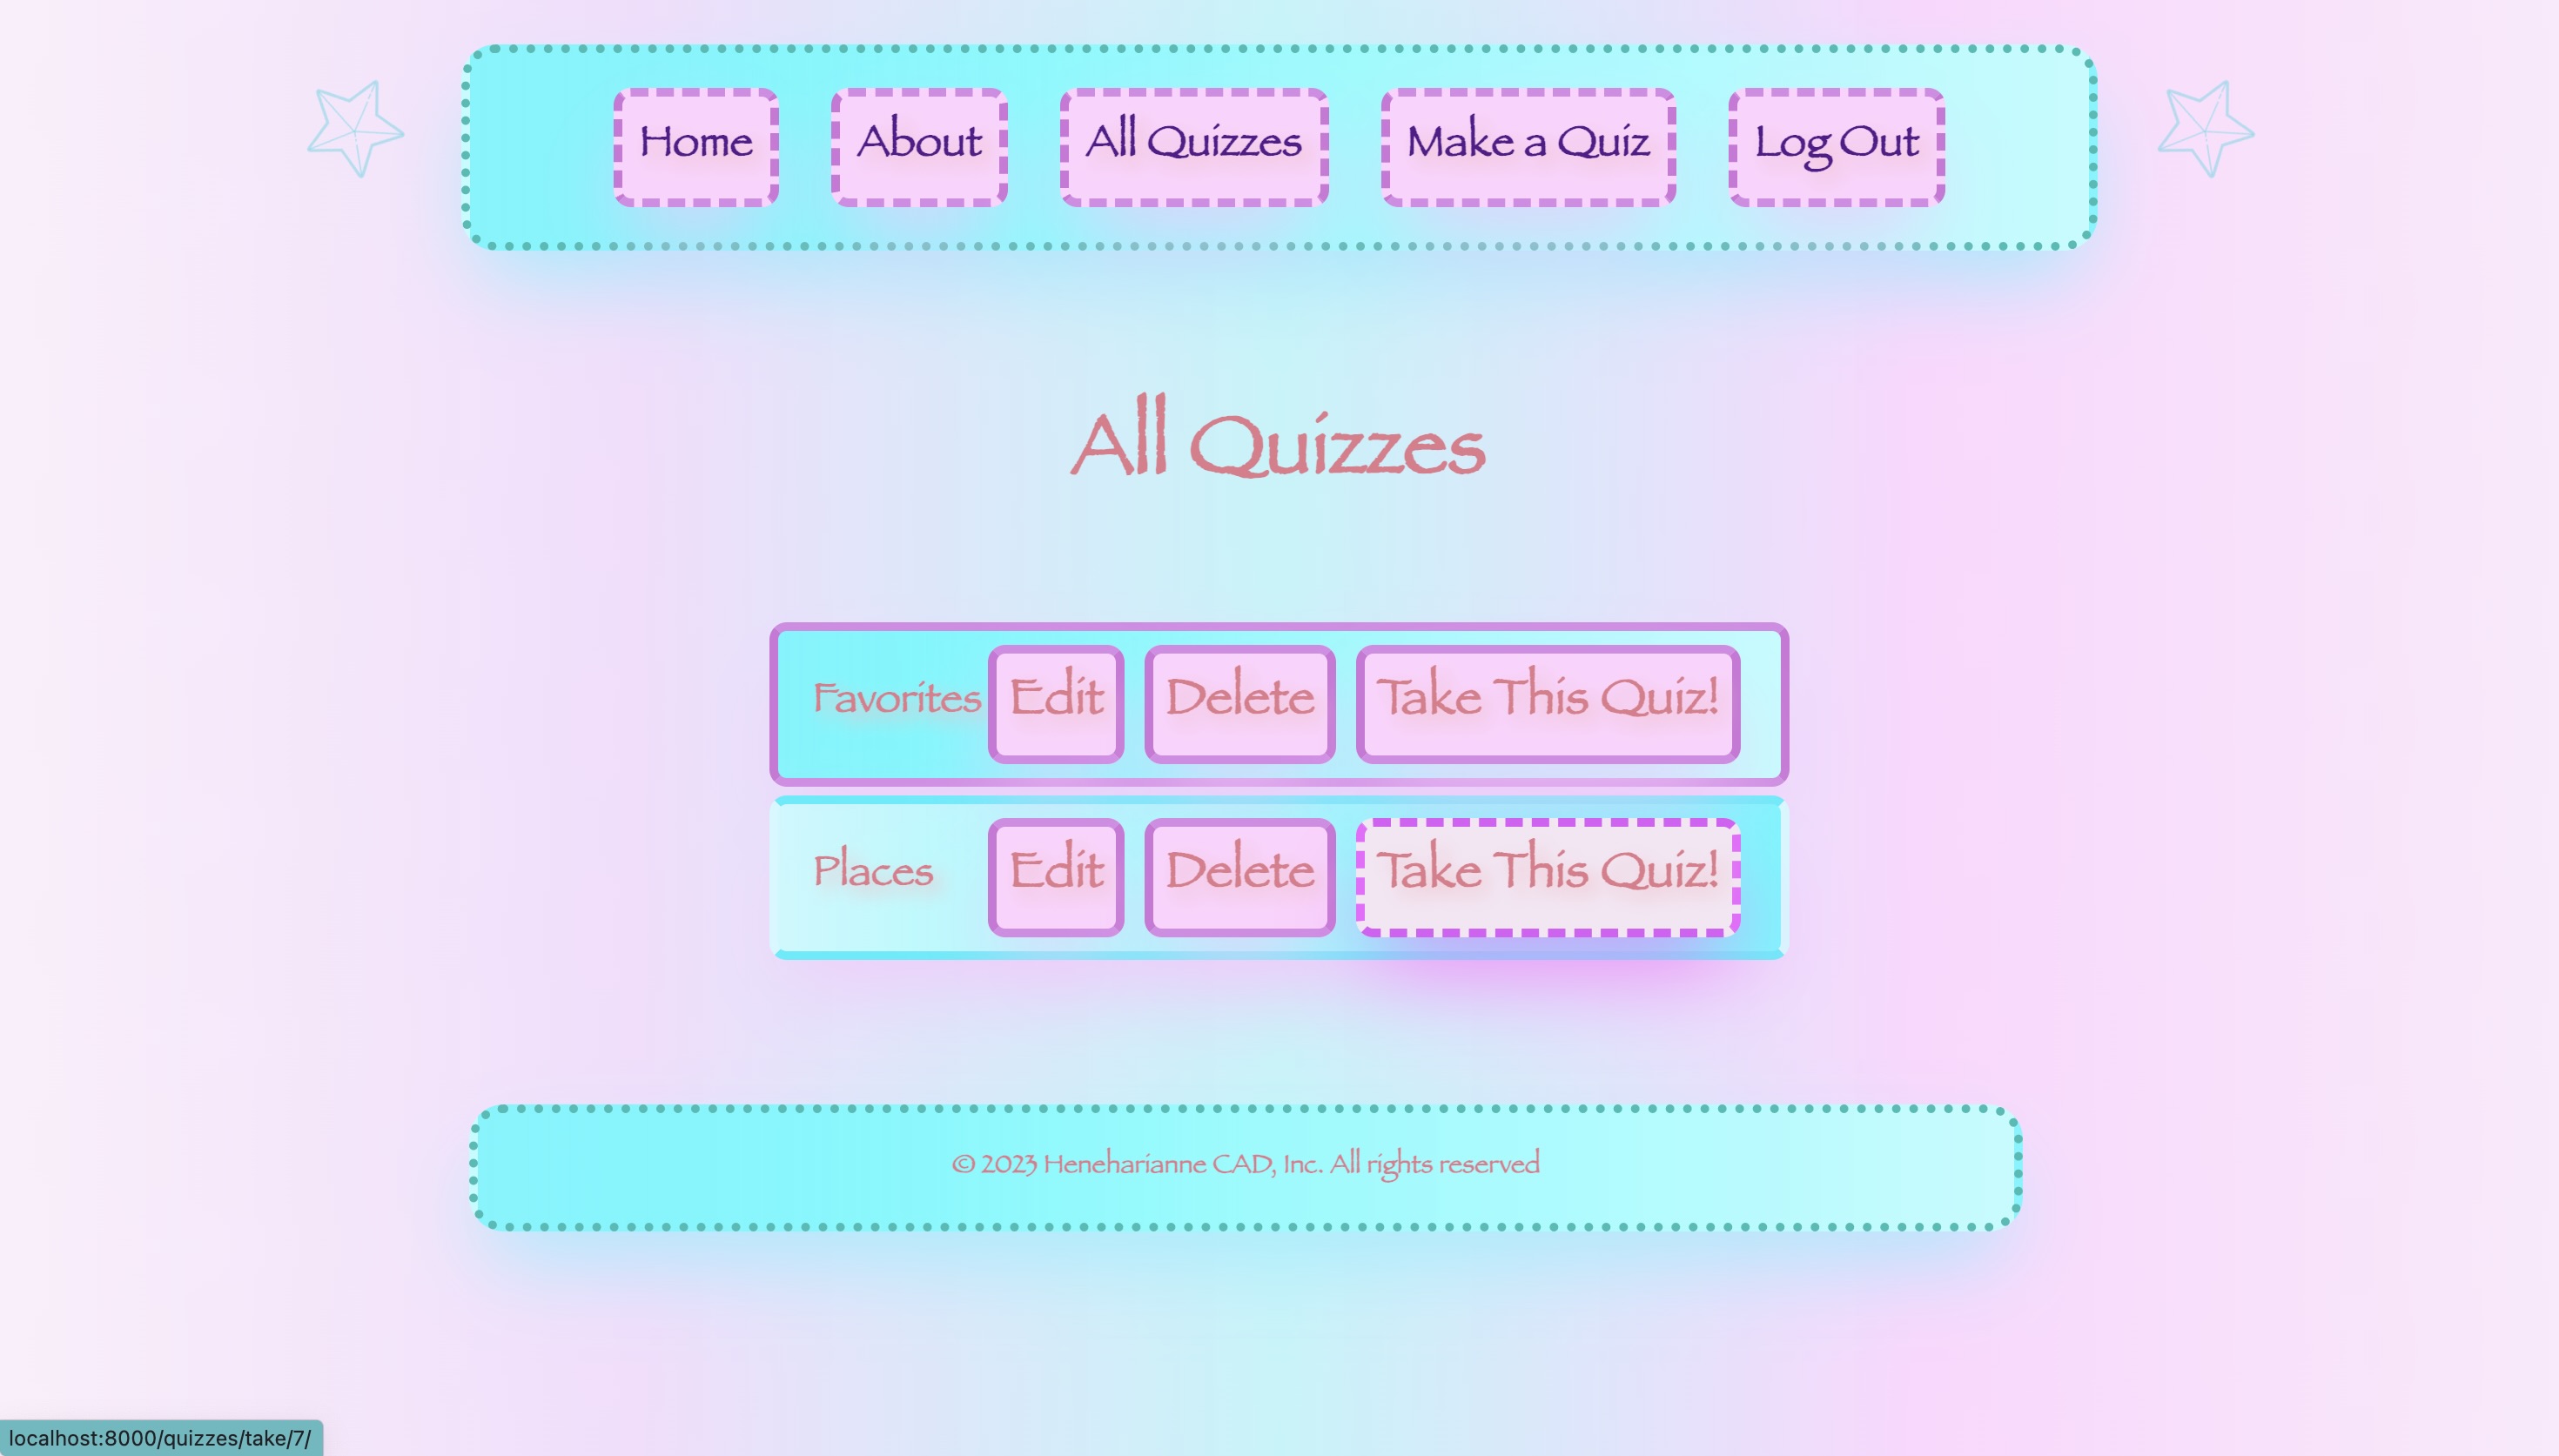 Home About All Quizzes Make a Quiz Log Out
All Quizzes
Favorites Edit Delete Take This Quiz!
Places Edit Delete Take This Quiz!
© 2023 Heneharianne CAD, Inc. All rights reserved
localhost:8000/quizzes/take/7/